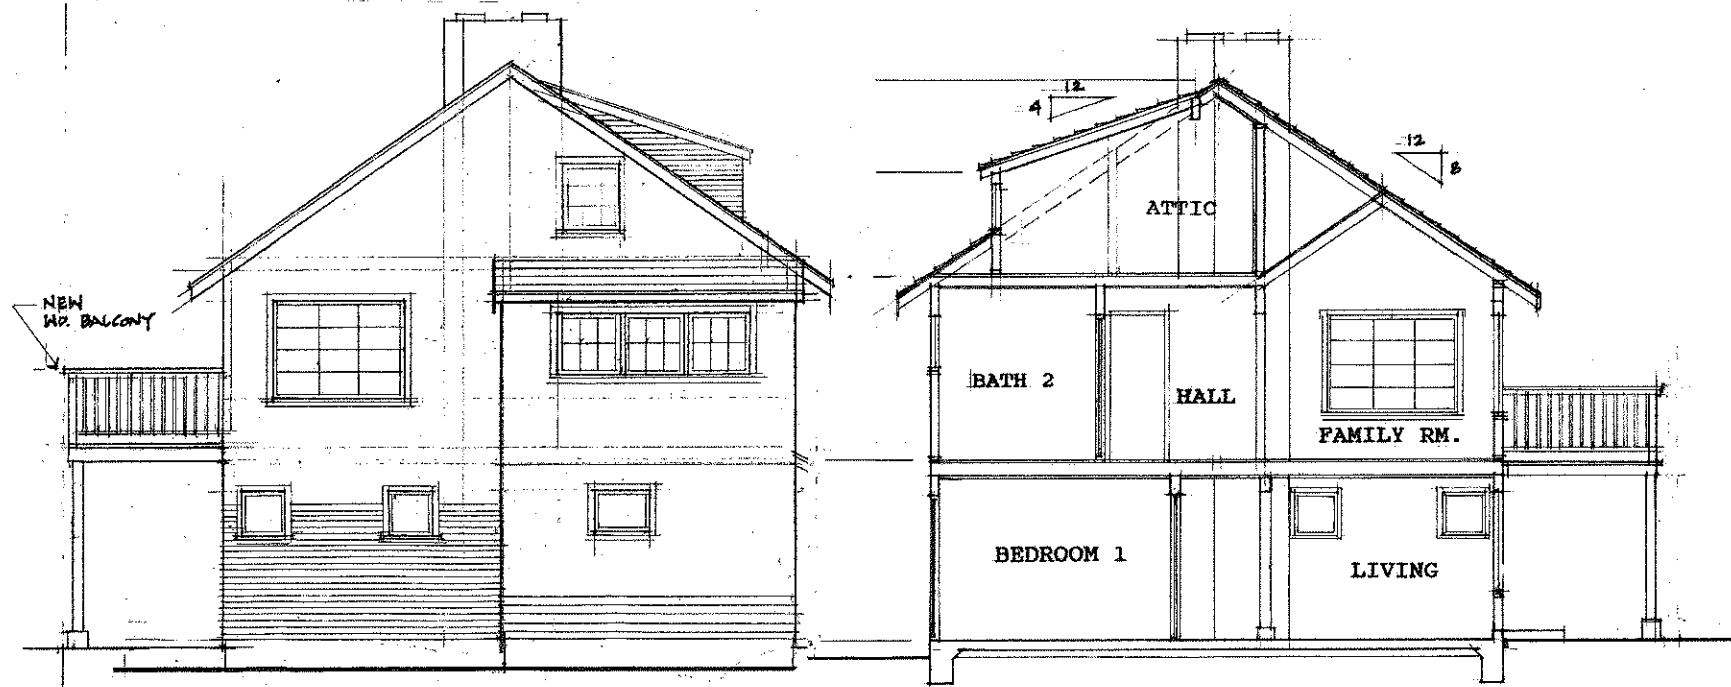 NEW
WD. BALCONY
12
4
12
8
ATTIC
BATH 2
HALL
FAMILY RM.
BEDROOM 1
LIVING